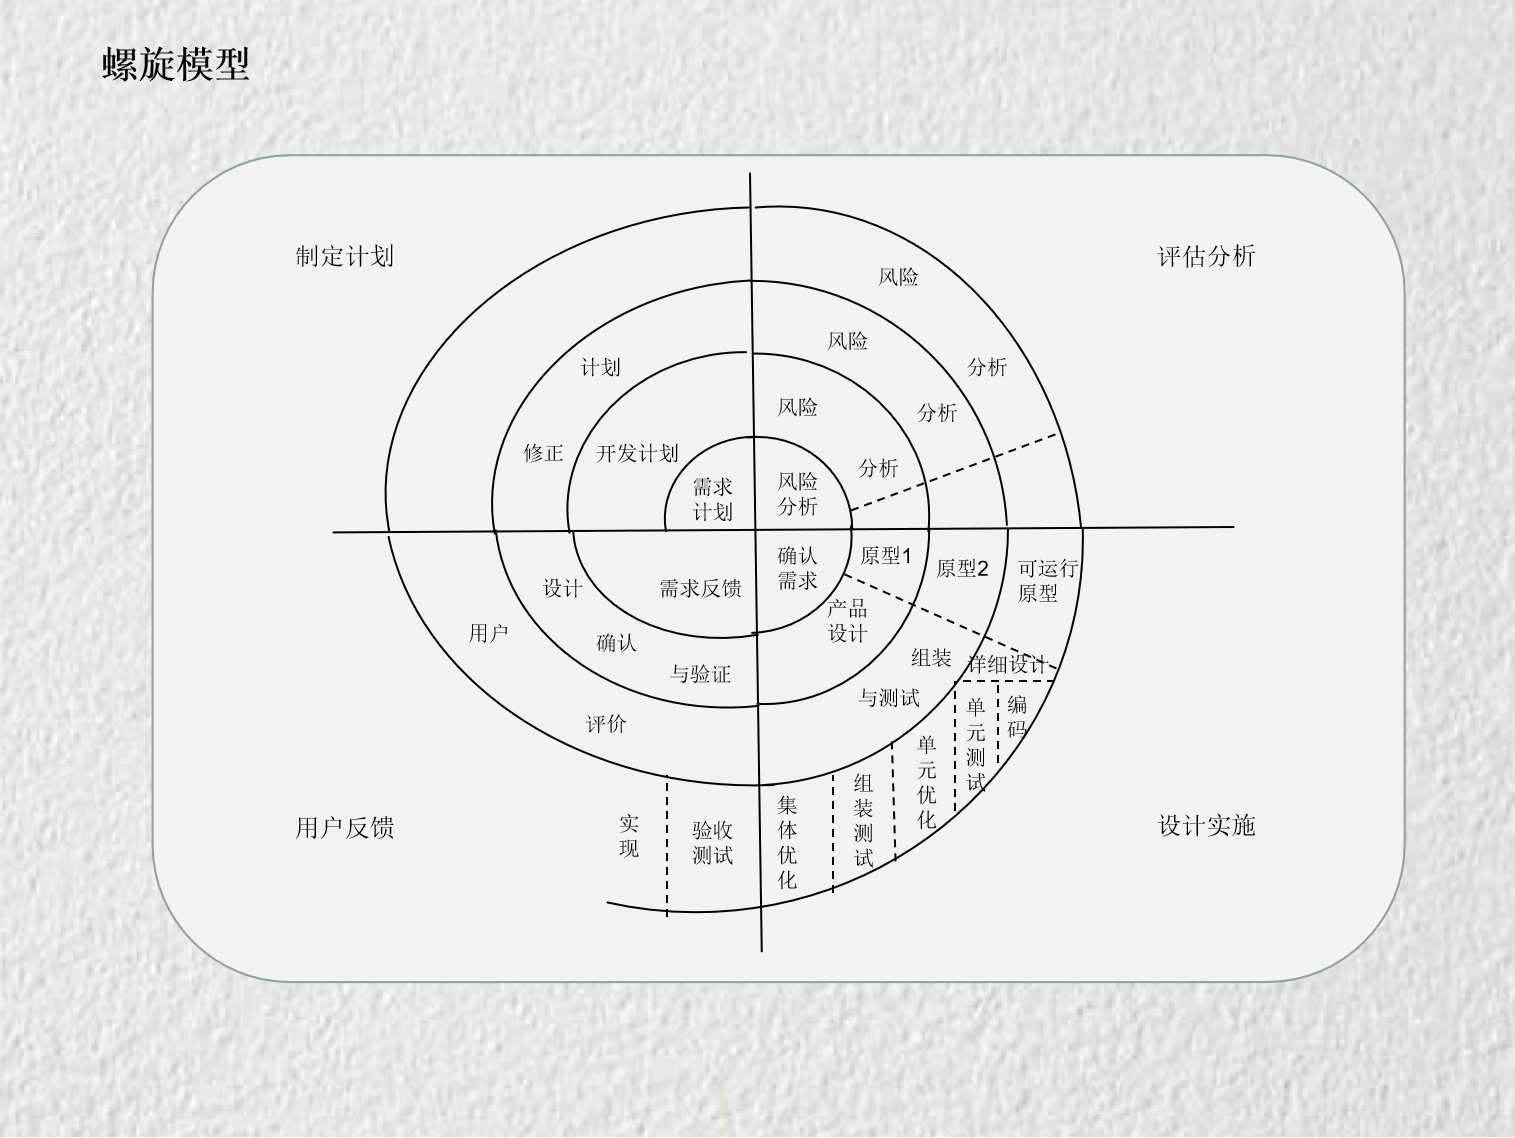 螺旋模型
制定计划
评估分析
风险
风险
计划
分析
风险
分析
修正
开发计划
分析
需求
计划
风险
分析
确认
需求
原型1
原型2
可运行
原型
设计
需求反馈
产品
设计
用户
确认
与验证
组装
与测试
详细设计
评价
单元测试
编码
单元优化
组装测试
集体优化
实现
验收
测试
用户反馈
设计实施